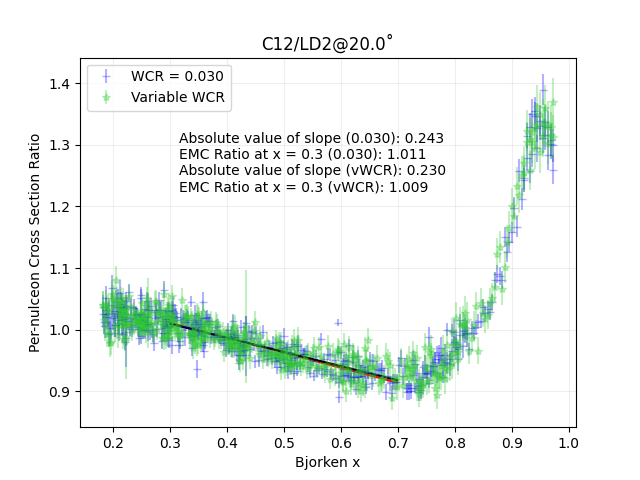 C12/LD2@20.0˚
WCR = 0.030
Variable WCR
Absolute value of slope (0.030): 0.243
EMC Ratio at x = 0.3 (0.030): 1.011
Absolute value of slope (vWCR): 0.230
EMC Ratio at x = 0.3 (vWCR): 1.009
Per-nulceon Cross Section Ratio
1.4
1.3
1.2
1.1
1.0
0.9
0.2 0.3 0.4 0.5 0.6 0.7 0.8 0.9 1.0
Bjorken x